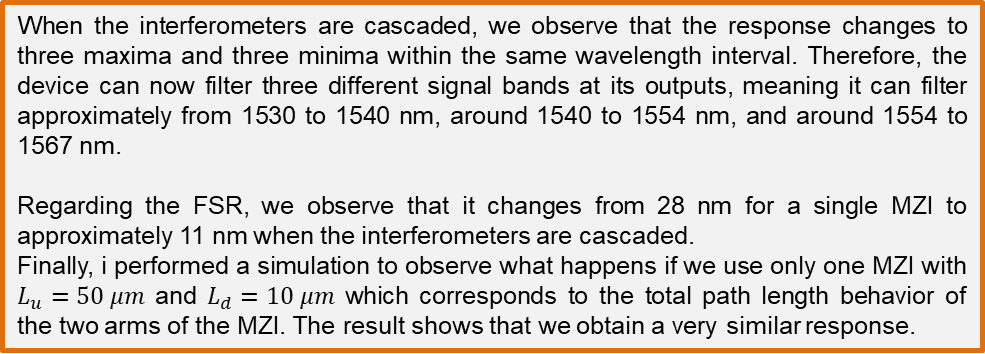 When the interferometers are cascaded, we observe that the response changes to
three maxima and three minima within the same wavelength interval. Therefore, the
device can now filter three different signal bands at its outputs, meaning it can filter
approximately from 1530 to 1540 nm, around 1540 to 1554 nm, and around 1554 to
1567 nm.
Regarding the FSR, we observe that it changes from 28 nm for a single MZI to
approximately 11 nm when the interferometers are cascaded.
Finally, i performed a simulation to observe what happens if we use only one MZI with
L_u = 50 μm and L_d = 10 μm which corresponds to the total path length behavior of
the two arms of the MZI. The result shows that we obtain a very similar response.